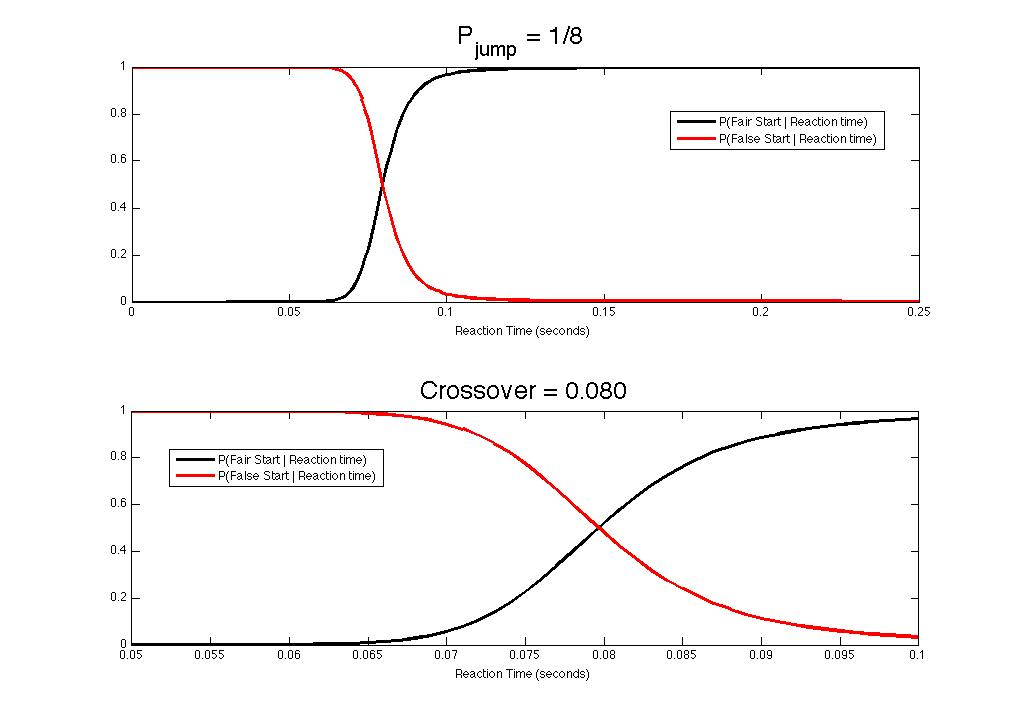 P_jump = 1/8
1
0.8
0.6
0.4
0.2
0
P(Fair Start | Reaction time)
P(False Start | Reaction time)
0 0.05 0.1 0.15 0.2 0.25
Reaction Time (seconds)
Crossover = 0.080
1
0.8
0.6
0.4
0.2
0
P(Fair Start | Reaction time)
P(False Start | Reaction time)
0.05 0.055 0.06 0.065 0.07 0.075 0.08 0.085 0.09 0.095 0.1
Reaction Time (seconds)